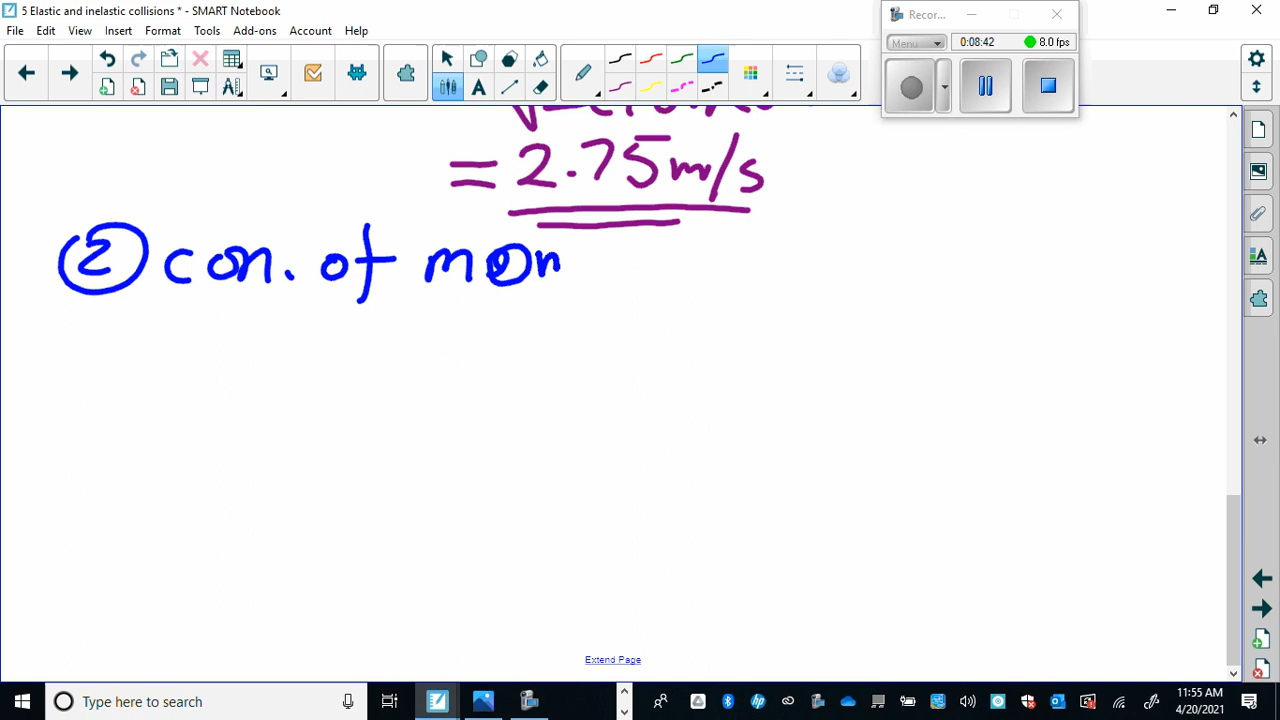 5 Elastic and inelastic collisions * - SMART Notebook
Recor...
File Edit View Insert Format Tools Add-ons Account Help
Menu 0:08:42 8.0 fps
= 2.75 m/s
② con. of mom
Extend Page
Type here to search
11:55 AM
4/20/2021